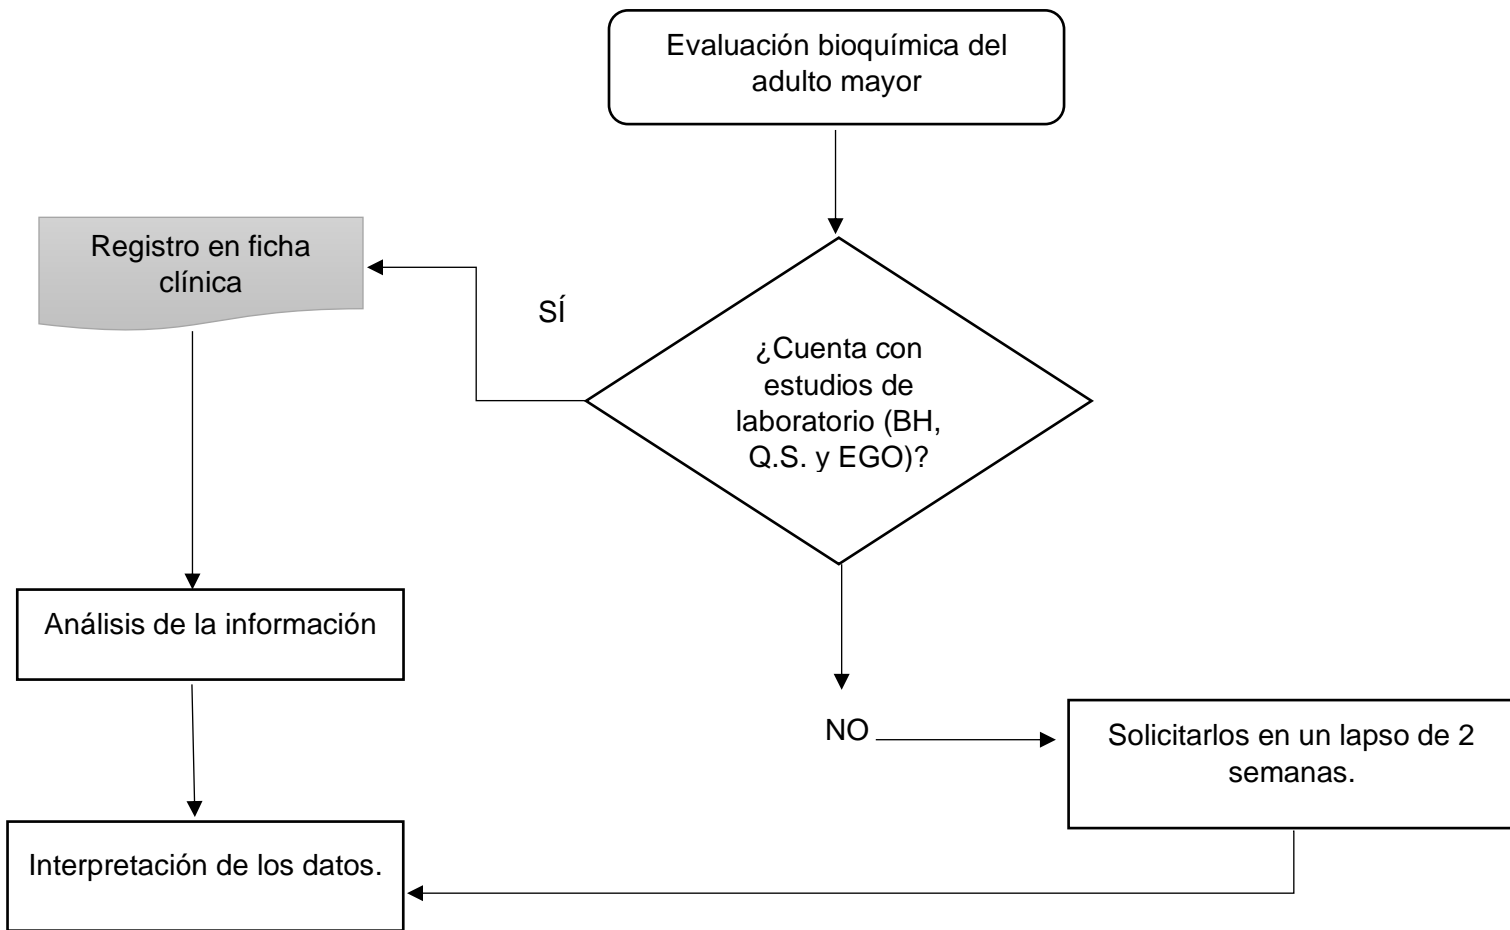 Evaluación bioquímica del
adulto mayor
Registro en ficha
clínica
SÍ
¿Cuenta con
estudios de
laboratorio (BH,
Q.S. y EGO)?
Análisis de la información
NO
Solicitarlos en un lapso de 2
semanas.
Interpretación de los datos.